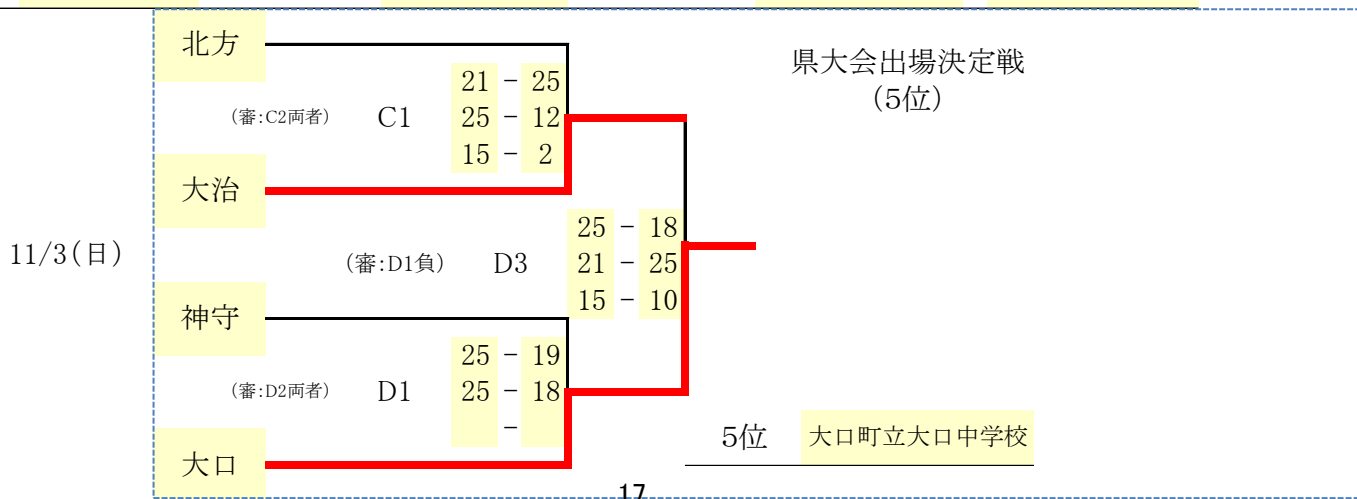 北方
県大会出場決定戦
(5位)
21 - 25
(審:C2両者) C1 25 - 12
15 - 2
大治
25 - 18
11/3(日) (審:D1負) D3 21 - 25
15 - 10
神守
25 - 19
(審:D2両者) D1 25 - 18
-
5位 大口町立大口中学校
大口
17